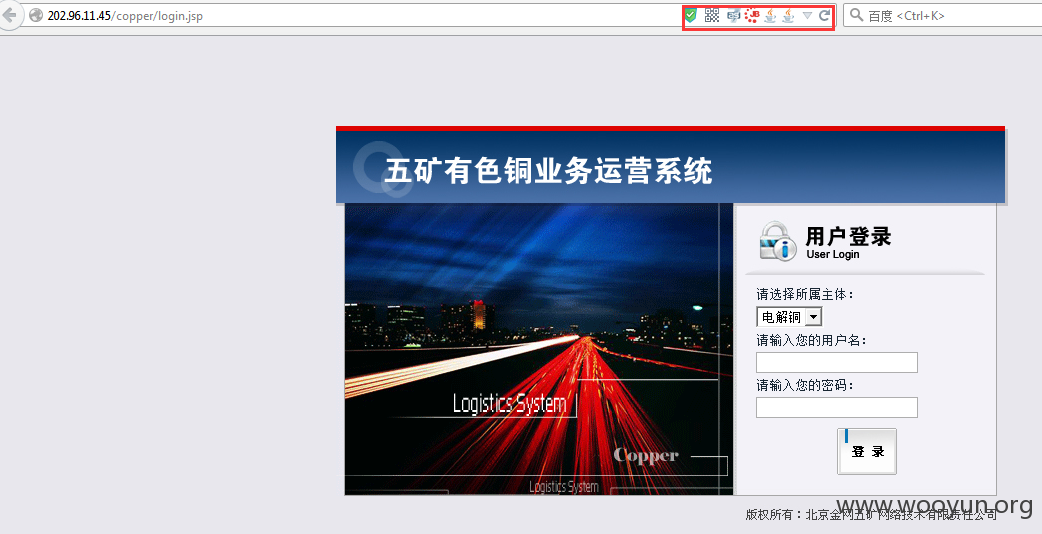 202.96.11.45/copper/login.jsp
百度 <Ctrl+K>
五矿有色铜业务运营系统
用户登录
User Login
请选择所属主体：
电解铜
请输入您的用户名：
请输入您的密码：
登 录
Logistics System
Copper
Logistics System
www.wooyun.org
版权所有：北京金网五矿网络技术有限责任公司